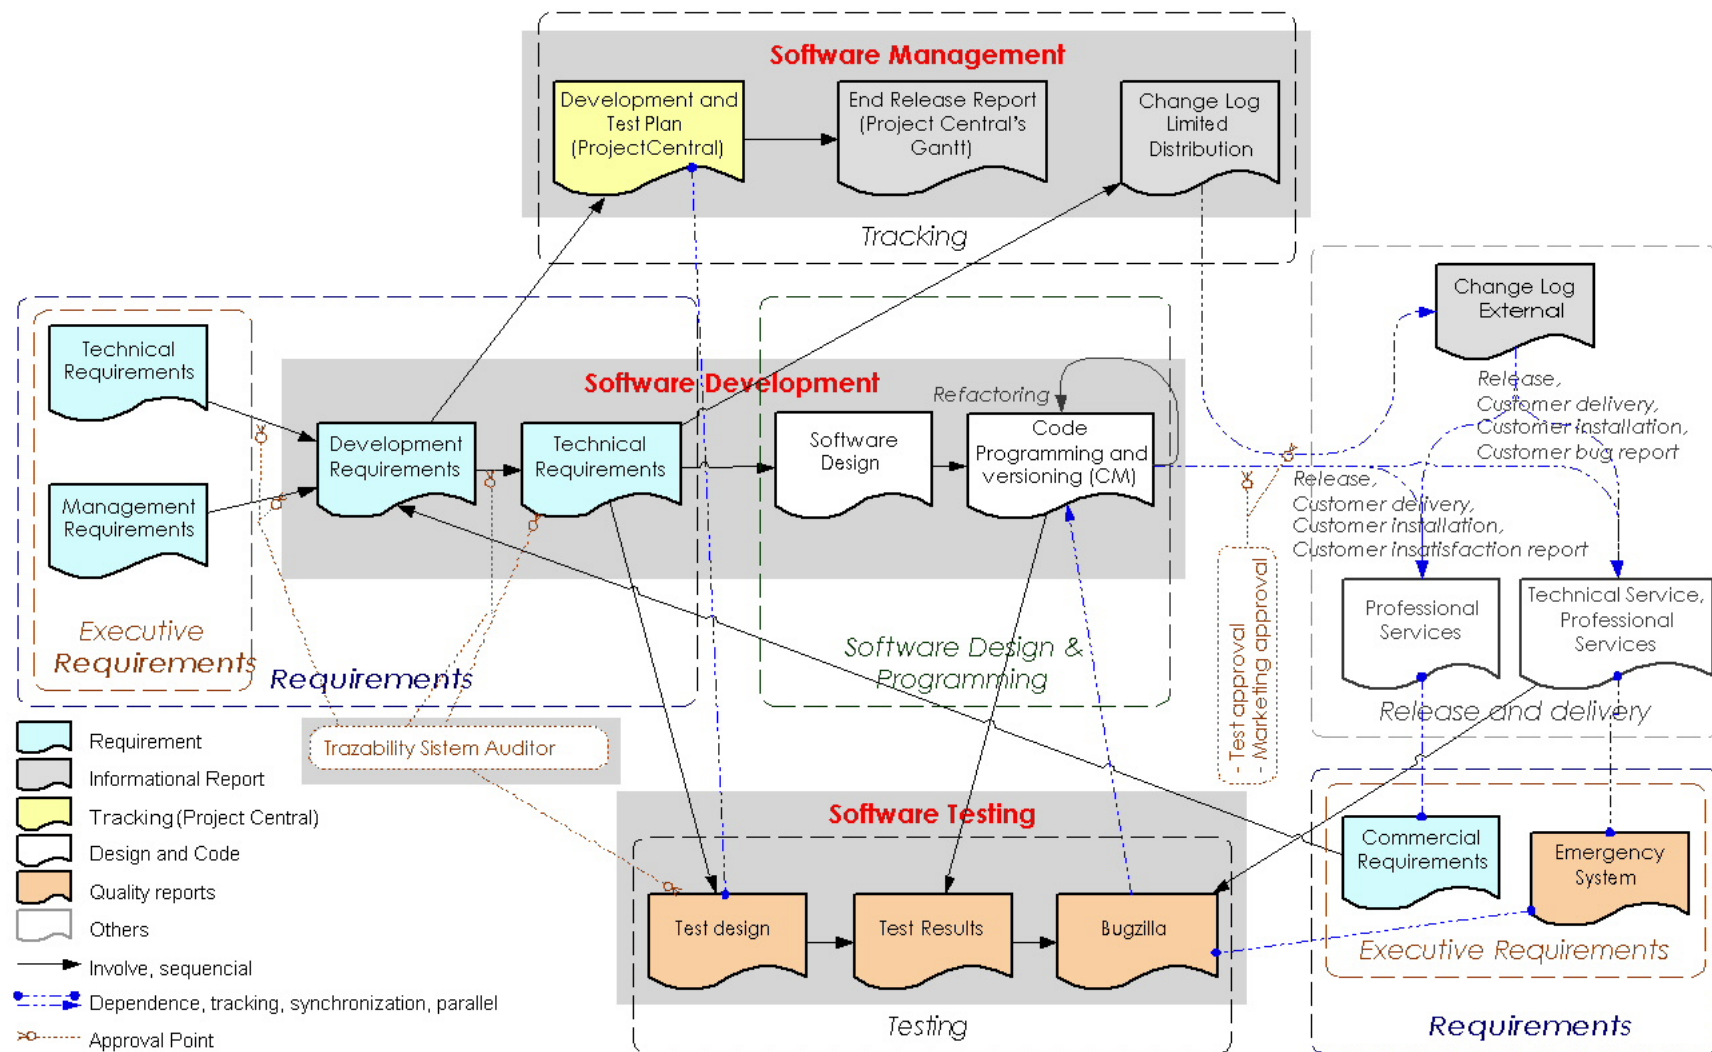 Software Management
Development and
Test Plan
(ProjectCentral)
End Release Report
(Project Central's
Gantt)
Change Log
Limited
Distribution
Tracking
Change Log
External
Release,
Customer delivery,
Customer installation,
Customer bug report
Technical
Requirements
Management
Requirements
Executive
Requirements
Requirements
Software Development
Development
Requirements
Technical
Requirements
Software
Design
Refactoring
Code
Programming and
versioning (CM)
Software Design &
Programming
Release,
Customer delivery,
Customer installation,
Customer insatisfaction report
- Test approval
- Marketing approval
Professional
Services
Technical Service,
Professional
Services
Release and delivery
Trazability Sistem Auditor
Software Testing
Test design
Test Results
Bugzilla
Testing
Commercial
Requirements
Emergency
System
Executive Requirements
Requirements
Requirement
Informational Report
Tracking (Project Central)
Design and Code
Quality reports
Others
Involve, sequencial
Dependence, tracking, synchronization, parallel
Approval Point